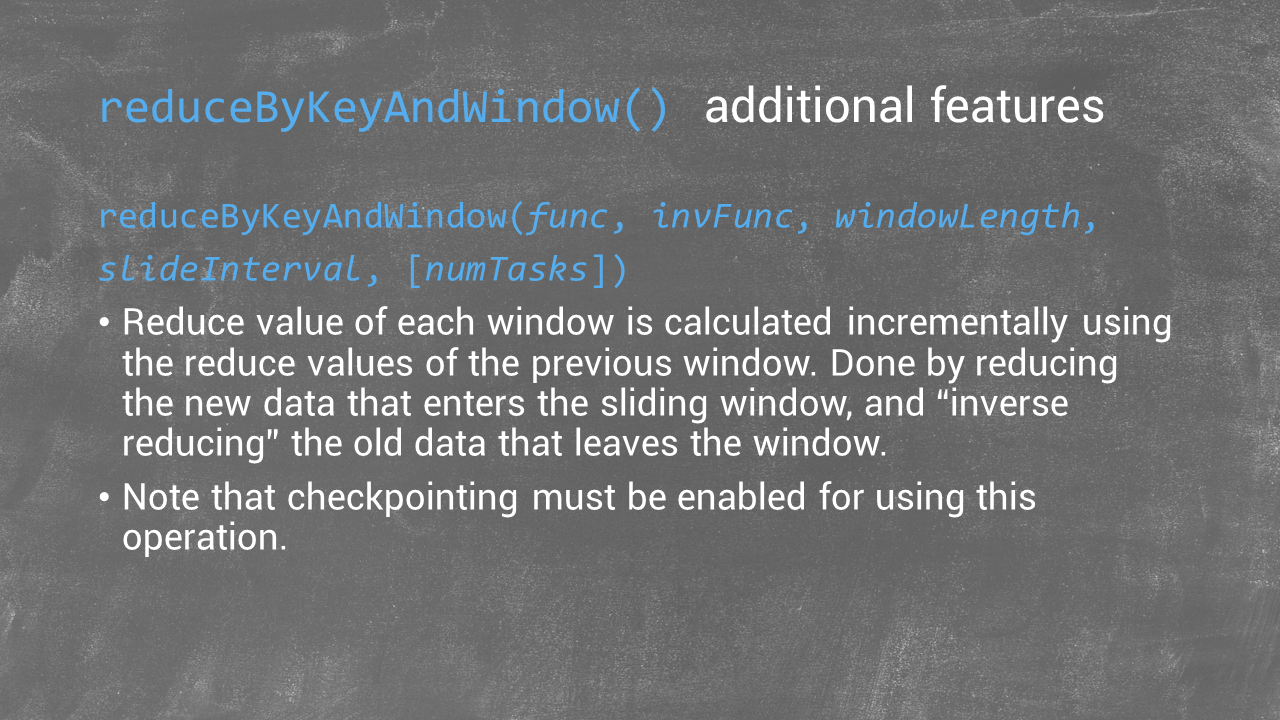 reduceByKeyAndWindow() additional features
reduceByKeyAndWindow(func, invFunc, windowLength,
slideInterval, [numTasks])
• Reduce value of each window is calculated incrementally using
the reduce values of the previous window. Done by reducing
the new data that enters the sliding window, and “inverse
reducing” the old data that leaves the window.
• Note that checkpointing must be enabled for using this
operation.